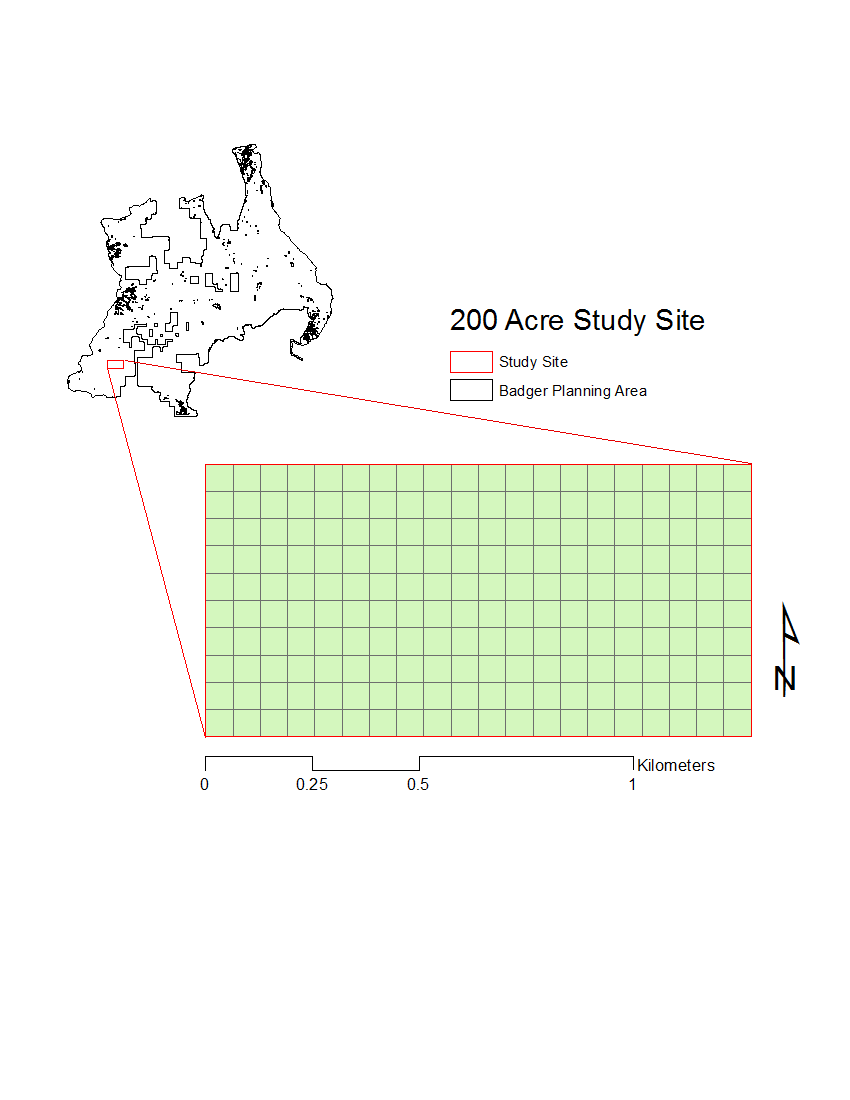 200 Acre Study Site
Study Site
Badger Planning Area
N
Kilometers
0 0.25 0.5 1